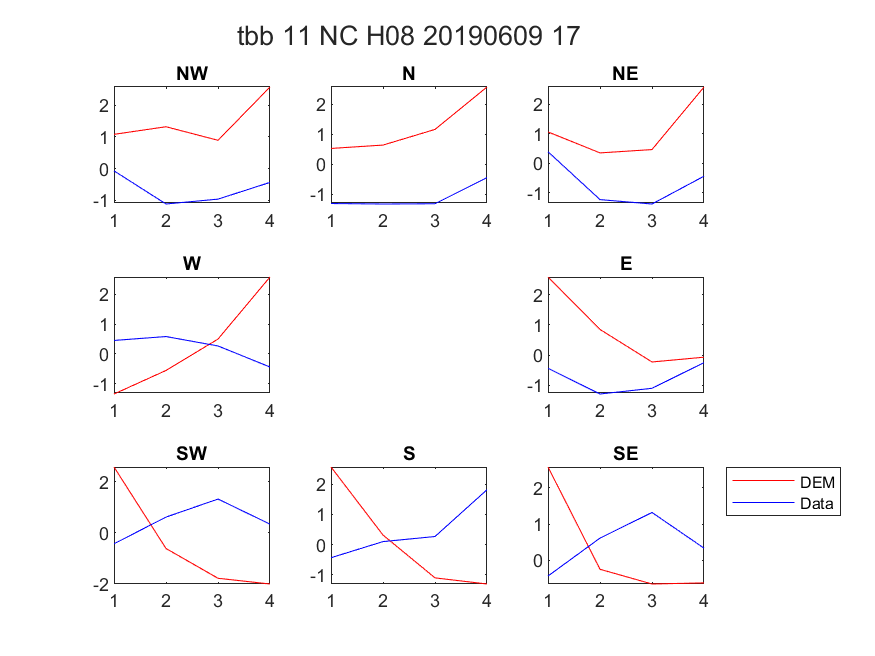 tbb 11 NC H08 20190609 17
NW N NE
2 2 2
1 1 1
0 0 0
-1 -1 -1
1 2 3 4 1 2 3 4 1 2 3 4
W E
2 2
1 1
0 0
-1 -1
1 2 3 4 1 2 3 4
SW S SE
2 2 2
1 1
0 0 0
-2 -1
1 2 3 4 1 2 3 4 1 2 3 4
DEM
Data